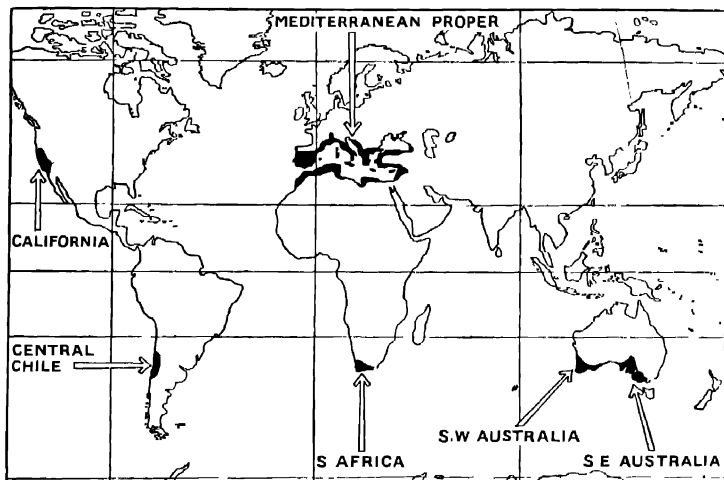 MEDITERRANEAN PROPER
CALIFORNIA
CENTRAL
CHILE
S AFRICA
S.W AUSTRALIA
S E AUSTRALIA